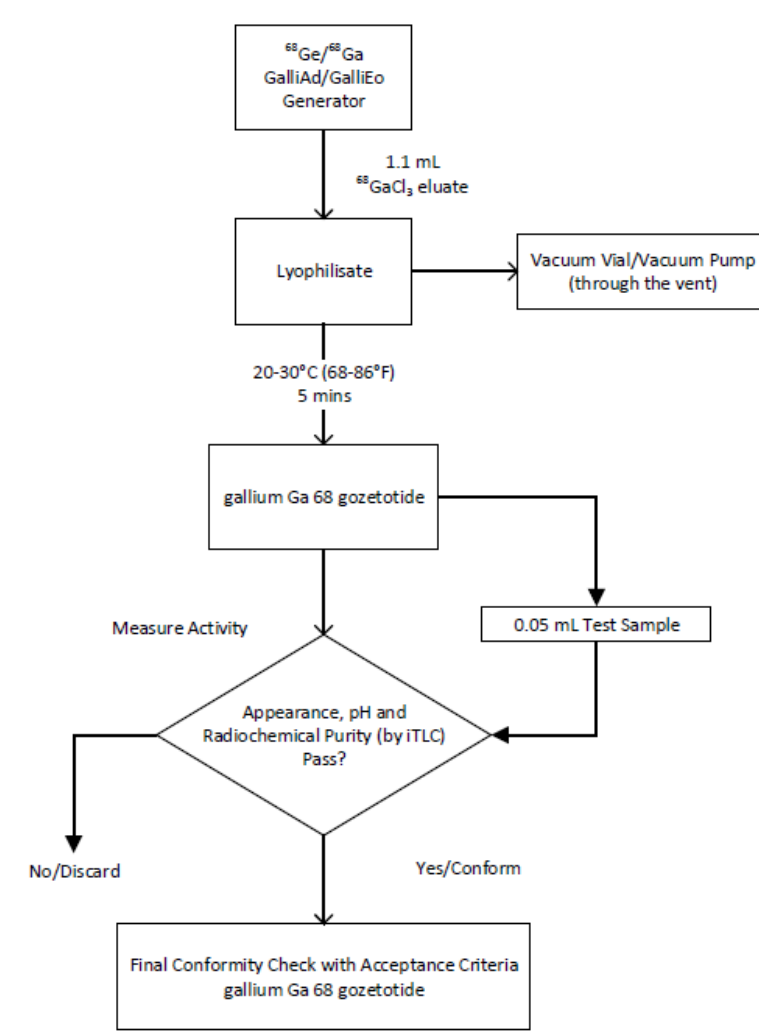 ⁶⁸Ge/⁶⁸Ga
GalliAd/GalliEo
Generator
1.1 mL
⁶⁸GaCl₃ eluate
Lyophilisate
Vacuum Vial/Vacuum Pump
(through the vent)
20-30°C (68-86°F)
5 mins
gallium Ga 68 gozetotide
0.05 mL Test Sample
Measure Activity
Appearance, pH and
Radiochemical Purity (by iTLC)
Pass?
No/Discard
Yes/Conform
Final Conformity Check with Acceptance Criteria
gallium Ga 68 gozetotide